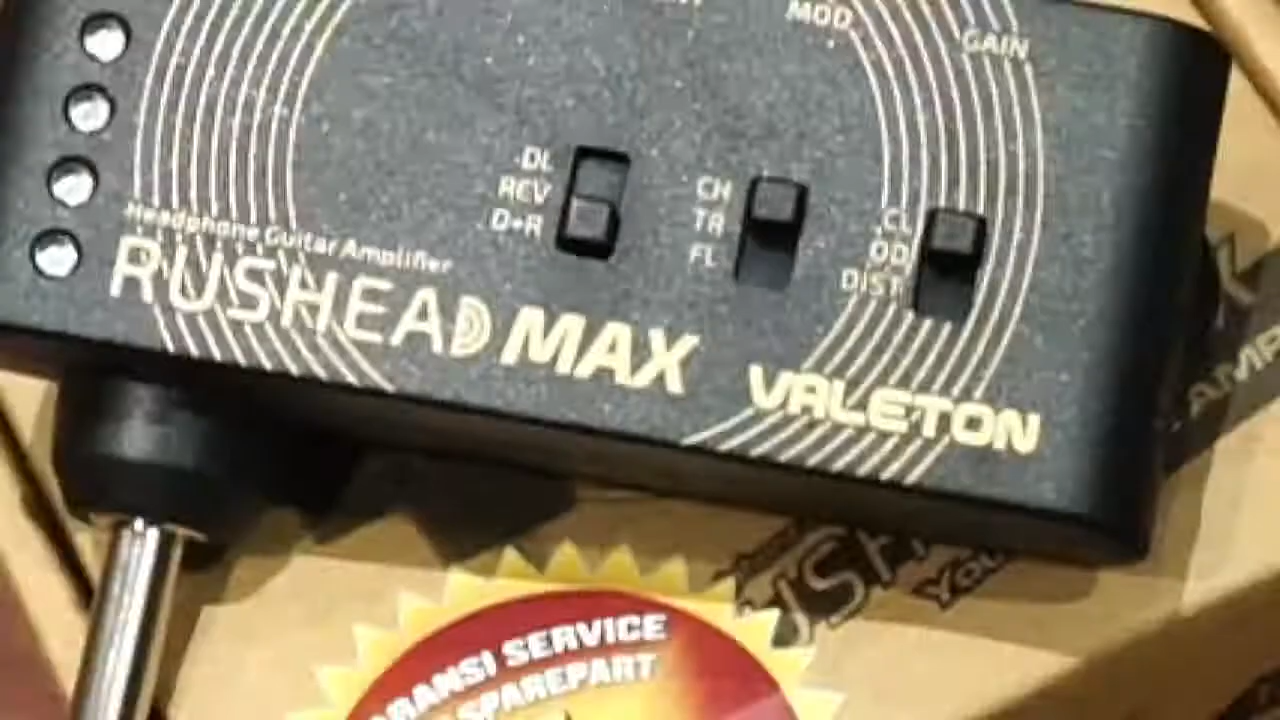 MOD
GAIN
DL
REV
D+R
CH
TR
FL
CL
OD
DIST
Headphone Guitar Amplifier
RUSHEAD MAX
VALETON
SERVICE
SPAREPART